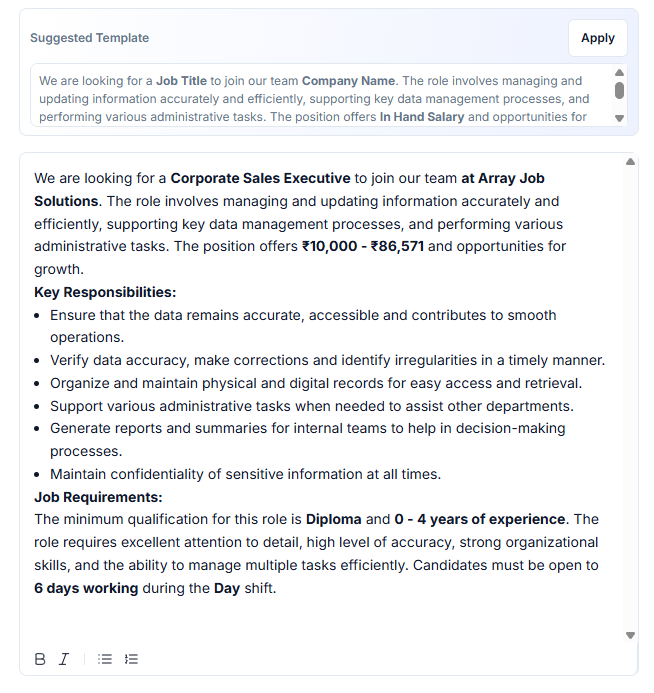 Suggested Template
Apply
We are looking for a Job Title to join our team Company Name. The role involves managing and
updating information accurately and efficiently, supporting key data management processes, and
performing various administrative tasks. The position offers In Hand Salary and opportunities for
We are looking for a Corporate Sales Executive to join our team at Array Job
Solutions. The role involves managing and updating information accurately and
efficiently, supporting key data management processes, and performing various
administrative tasks. The position offers ₹10,000 - ₹86,571 and opportunities for
growth.
Key Responsibilities:
• Ensure that the data remains accurate, accessible and contributes to smooth
operations.
• Verify data accuracy, make corrections and identify irregularities in a timely manner.
• Organize and maintain physical and digital records for easy access and retrieval.
• Support various administrative tasks when needed to assist other departments.
• Generate reports and summaries for internal teams to help in decision-making
processes.
• Maintain confidentiality of sensitive information at all times.
Job Requirements:
The minimum qualification for this role is Diploma and 0 - 4 years of experience. The
role requires excellent attention to detail, high level of accuracy, strong organizational
skills, and the ability to manage multiple tasks efficiently. Candidates must be open to
6 days working during the Day shift.
B I